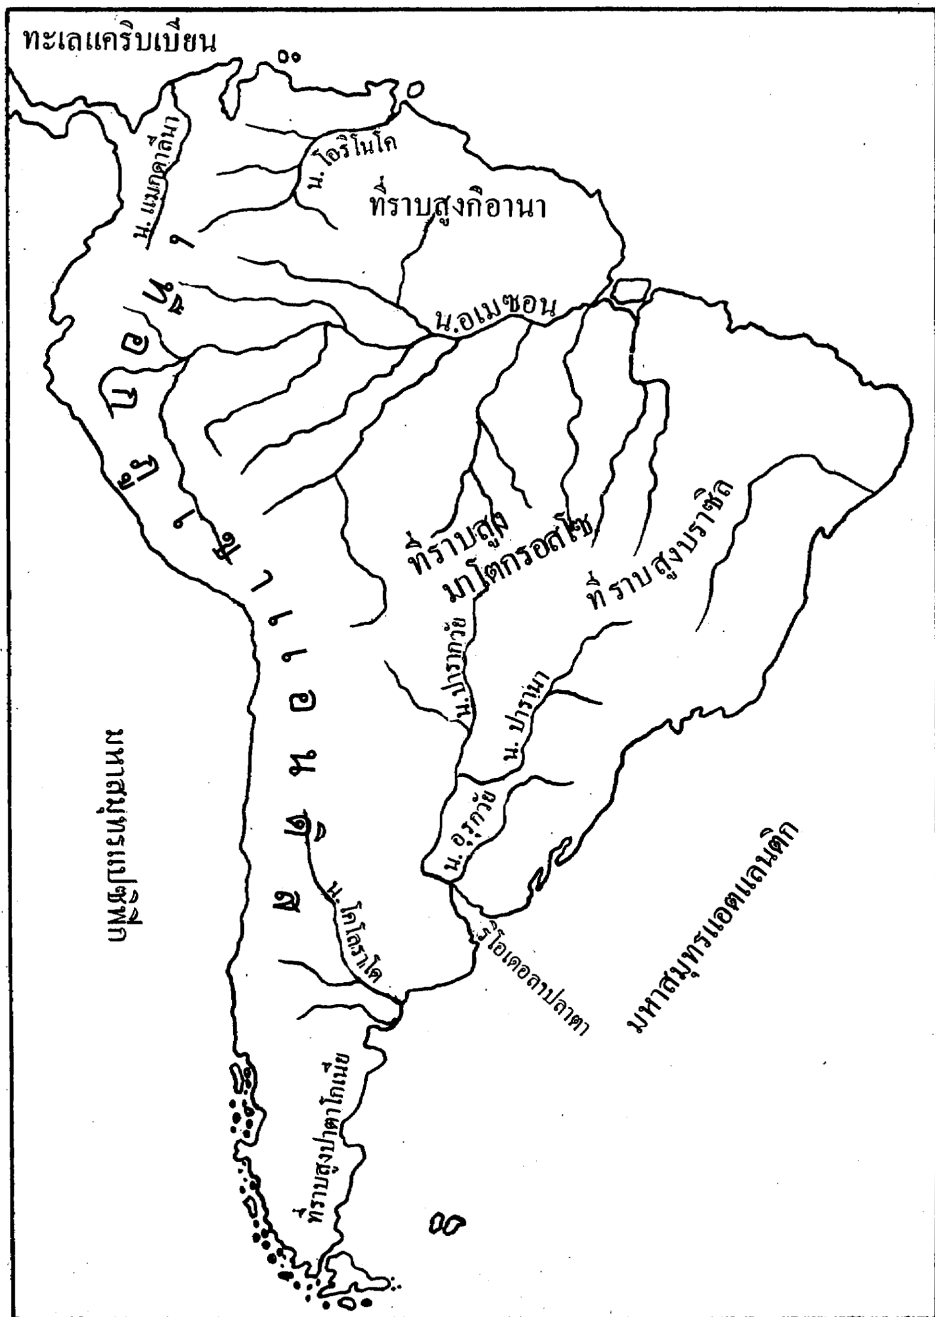 ทะเลแคริบเบียน
น. แมกดาลีนา
น. โอริโนโค
ที่ราบสูงกีอานา
น.อเมซอน
เทือกเขาแอนดีส
ที่ราบสูง
มาโตกรอสโซ
ที่ราบสูงบราซิล
น. ปารากวัย
น. ปารานา
น. อุรุกวัย
มหาสมุทรแปซิฟิก
น. โคโลราโด
ริโอเดอลาปลาตา
มหาสมุทรแอตแลนติก
ที่ราบสูงปาตาโกเนีย